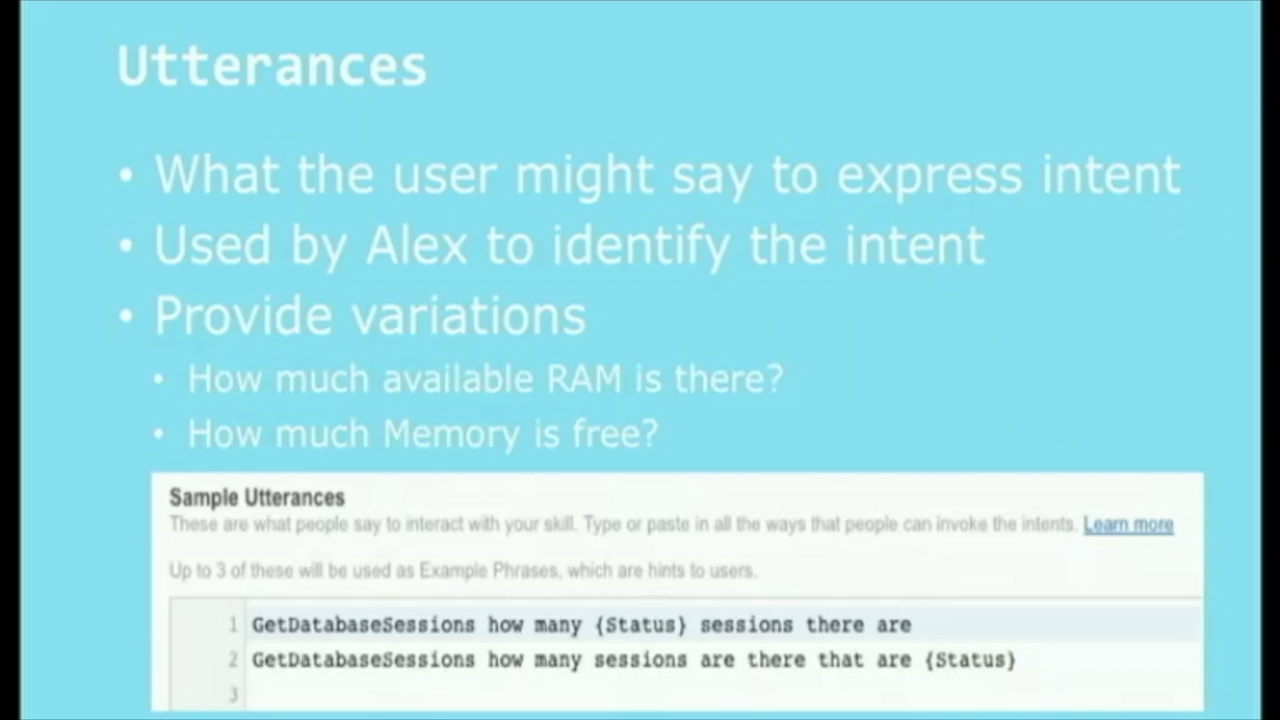 Utterances
• What the user might say to express intent
• Used by Alex to identify the intent
• Provide variations
• How much available RAM is there?
• How much Memory is free?
Sample Utterances
These are what people say to interact with your skill. Type or paste in all the ways that people can invoke the intents. Learn more
Up to 3 of these will be used as Example Phrases, which are hints to users.
1 GetDatabaseSessions how many {Status} sessions there are
2 GetDatabaseSessions how many sessions are there that are {Status}
3